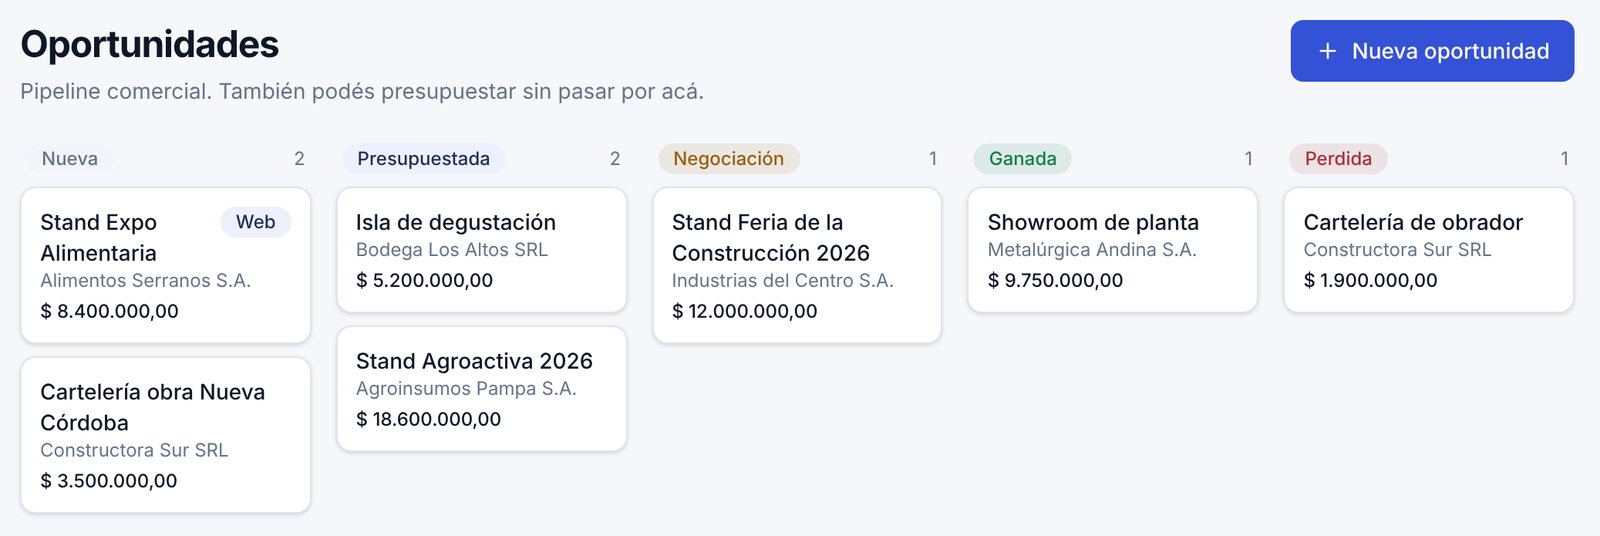 Oportunidades
+ Nueva oportunidad
Pipeline comercial. También podés presupuestar sin pasar por acá.
Nueva 2
Stand Expo
Alimentaria
Web
Alimentos Serranos S.A.
$ 8.400.000,00
Cartelería obra Nueva
Córdoba
Constructora Sur SRL
$ 3.500.000,00
Presupuestada 2
Isla de degustación
Bodega Los Altos SRL
$ 5.200.000,00
Stand Agroactiva 2026
Agroinsumos Pampa S.A.
$ 18.600.000,00
Negociación 1
Stand Feria de la
Construcción 2026
Industrias del Centro S.A.
$ 12.000.000,00
Ganada 1
Showroom de planta
Metalúrgica Andina S.A.
$ 9.750.000,00
Perdida 1
Cartelería de obrador
Constructora Sur SRL
$ 1.900.000,00